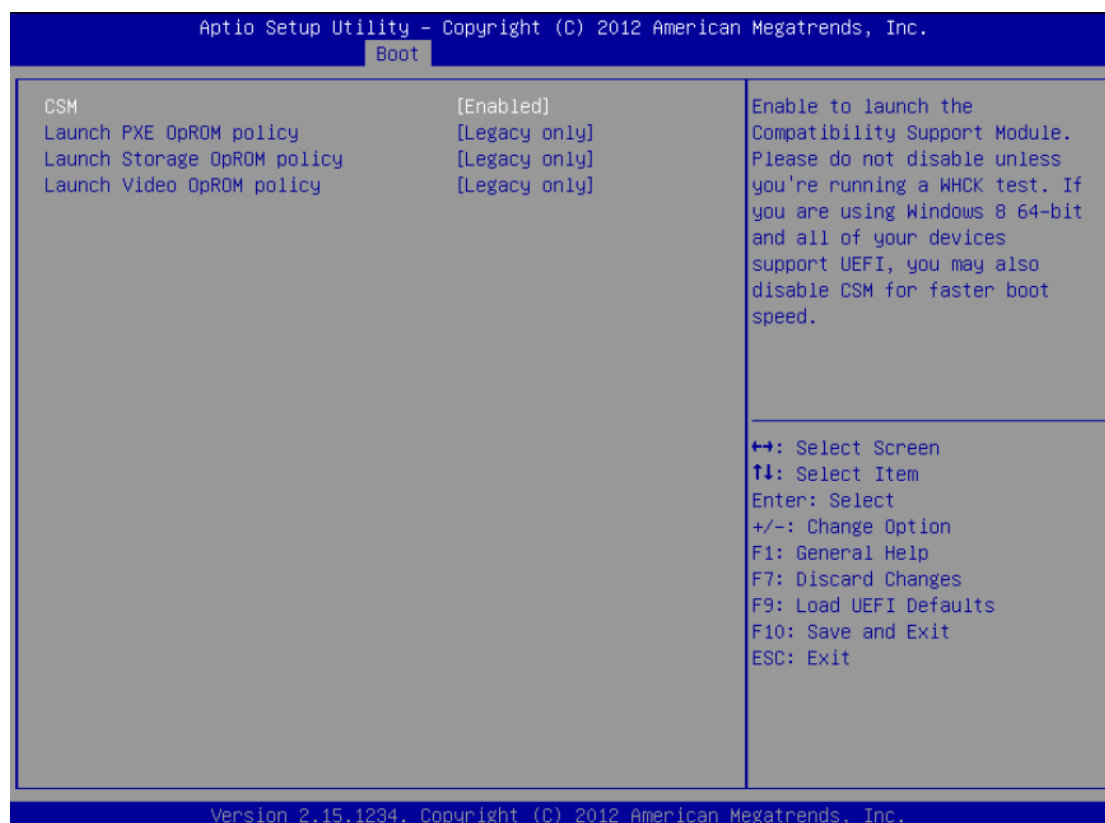 Aptio Setup Utility – Copyright (C) 2012 American Megatrends, Inc.
Boot
CSM [Enabled]
Launch PXE OpROM policy [Legacy only]
Launch Storage OpROM policy [Legacy only]
Launch Video OpROM policy [Legacy only]
Enable to launch the
Compatibility Support Module.
Please do not disable unless
you're running a WHCK test. If
you are using Windows 8 64-bit
and all of your devices
support UEFI, you may also
disable CSM for faster boot
speed.
↔: Select Screen
↑↓: Select Item
Enter: Select
+/-: Change Option
F1: General Help
F7: Discard Changes
F9: Load UEFI Defaults
F10: Save and Exit
ESC: Exit
Version 2.15.1234. Copyright (C) 2012 American Megatrends, Inc.